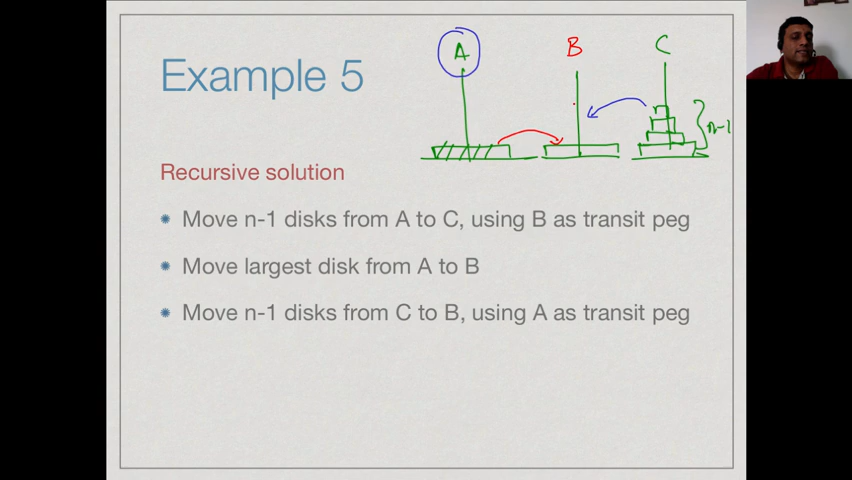 A B C
Example 5
n-1
Recursive solution
Move n-1 disks from A to C, using B as transit peg
Move largest disk from A to B
Move n-1 disks from C to B, using A as transit peg